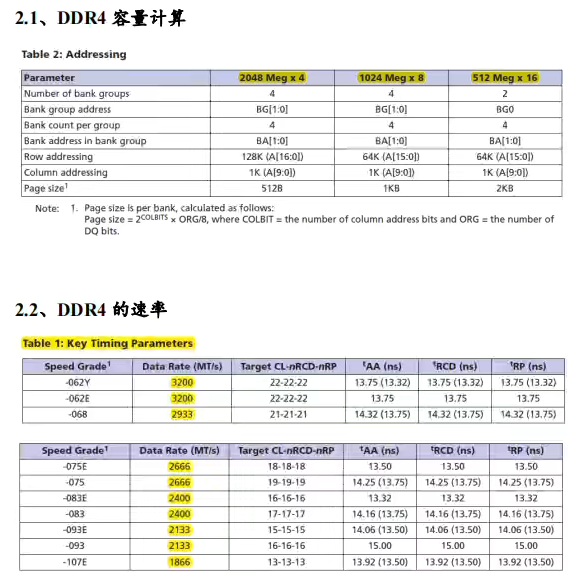 2.1、DDR4 容量计算
Table 2: Addressing
Parameter 2048 Meg x 4 1024 Meg x 8 512 Meg x 16
Number of bank groups 4 4 2
Bank group address BG[1:0] BG[1:0] BG0
Bank count per group 4 4 4
Bank address in bank group BA[1:0] BA[1:0] BA[1:0]
Row addressing 128K (A[16:0]) 64K (A[15:0]) 64K (A[15:0])
Column addressing 1K (A[9:0]) 1K (A[9:0]) 1K (A[9:0])
Page size1 512B 1KB 2KB
Note: 1. Page size is per bank, calculated as follows:
Page size = 2COLBITS x ORG/8, where COLBIT = the number of column address bits and ORG = the number of
DQ bits.
2.2、DDR4 的速率
Table 1: Key Timing Parameters
Speed Grade1 Data Rate (MT/s) Target CL-nRCD-nRP tAA (ns) tRCD (ns) tRP (ns)
-062Y 3200 22-22-22 13.75 (13.32) 13.75 (13.32) 13.75 (13.32)
-062E 3200 22-22-22 13.75 13.75 13.75
-068 2933 21-21-21 14.32 (13.75) 14.32 (13.75) 14.32 (13.75)
Speed Grade1 Data Rate (MT/s) Target CL-nRCD-nRP tAA (ns) tRCD (ns) tRP (ns)
-075E 2666 18-18-18 13.50 13.50 13.50
-075 2666 19-19-19 14.25 (13.75) 14.25 (13.75) 14.25 (13.75)
-083E 2400 16-16-16 13.32 13.32 13.32
-083 2400 17-17-17 14.16 (13.75) 14.16 (13.75) 14.16 (13.75)
-093E 2133 15-15-15 14.06 (13.50) 14.06 (13.50) 14.06 (13.50)
-093 2133 16-16-16 15.00 15.00 15.00
-107E 1866 13-13-13 13.92 (13.50) 13.92 (13.50) 13.92 (13.50)